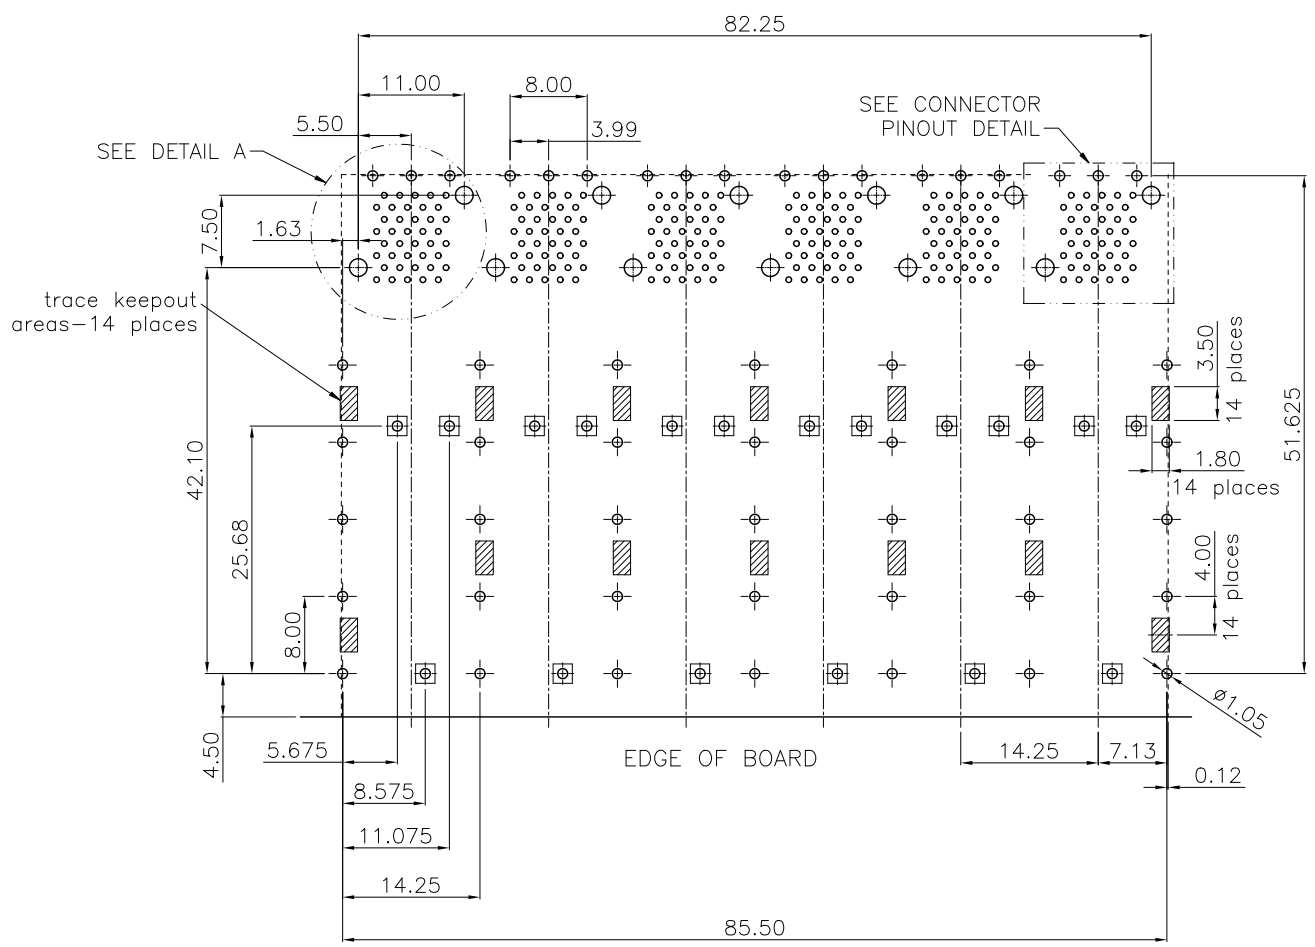 82.25
11.00
8.00
SEE CONNECTOR
PINOUT DETAIL
5.50
3.99
SEE DETAIL A
7.50
1.63
trace keepout
areas-14 places
3.50
14 places
51.625
42.10
25.68
1.80
14 places
4.00
14 places
8.00
ø1.05
4.50
5.675
EDGE OF BOARD
14.25
7.13
0.12
8.575
11.075
14.25
85.50